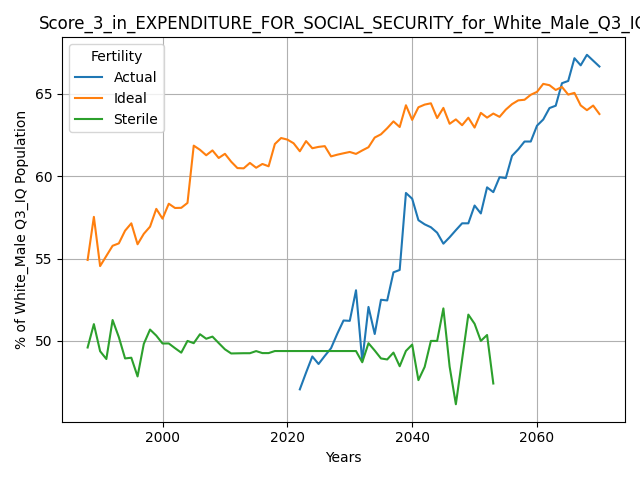 Score_3_in_EXPENDITURE_FOR_SOCIAL_SECURITY_for_White_Male_Q3_IQ
Fertility
Actual
Ideal
Sterile
% of White_Male Q3_IQ Population
65
60
55
50
2000 2020 2040 2060
Years